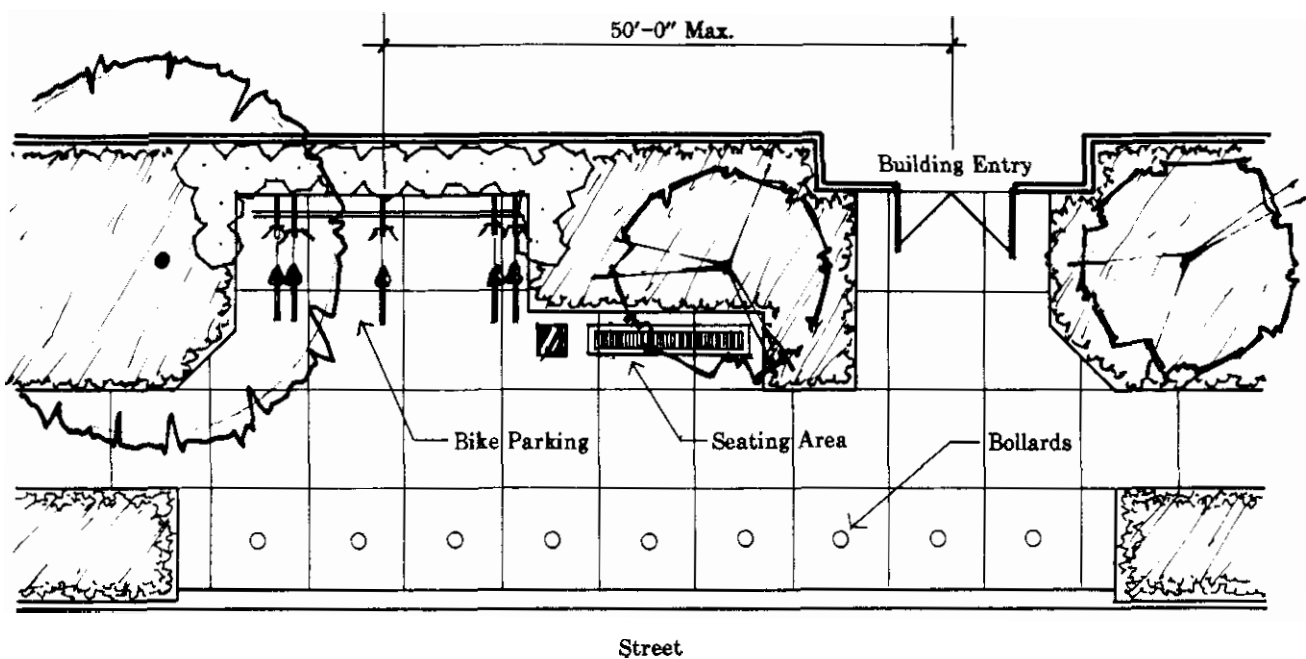 50'-0" Max.
Building Entry
Bike Parking
Seating Area
Bollards
Street